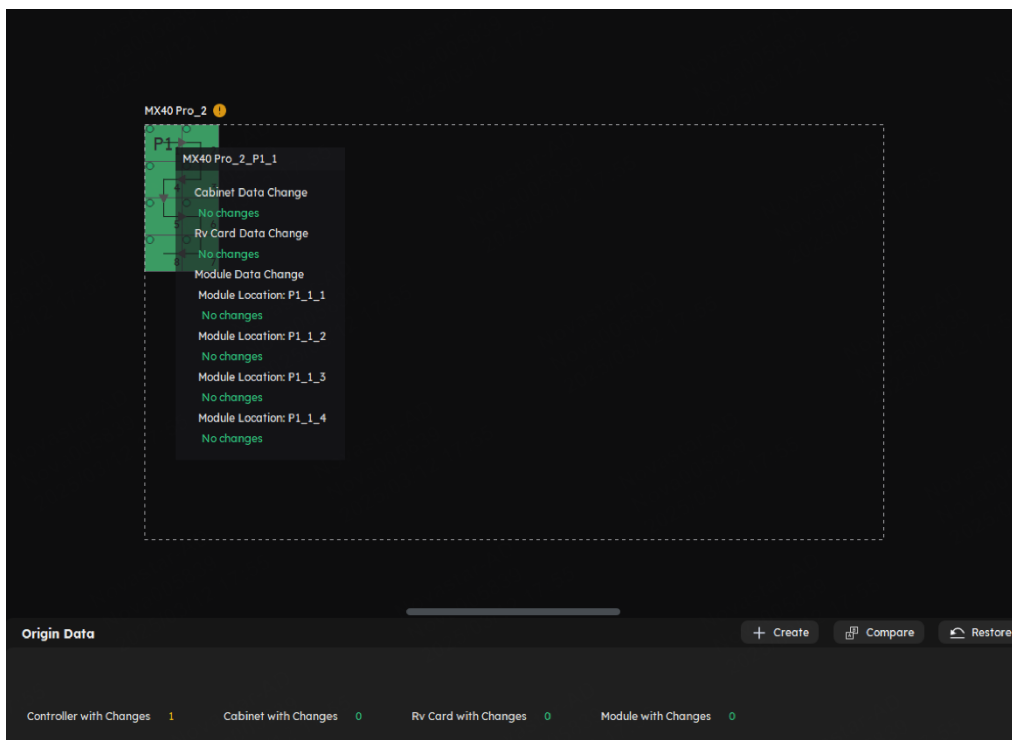 MX40 Pro_2
P1
MX40 Pro_2_P1_1
Cabinet Data Change
4
No changes
5
Rv Card Data Change
No changes
8
Module Data Change
Module Location: P1_1_1
No changes
Module Location: P1_1_2
No changes
Module Location: P1_1_3
No changes
Module Location: P1_1_4
No changes
Origin Data
Create
Compare
Restore
Controller with Changes 1
Cabinet with Changes 0
Rv Card with Changes 0
Module with Changes 0